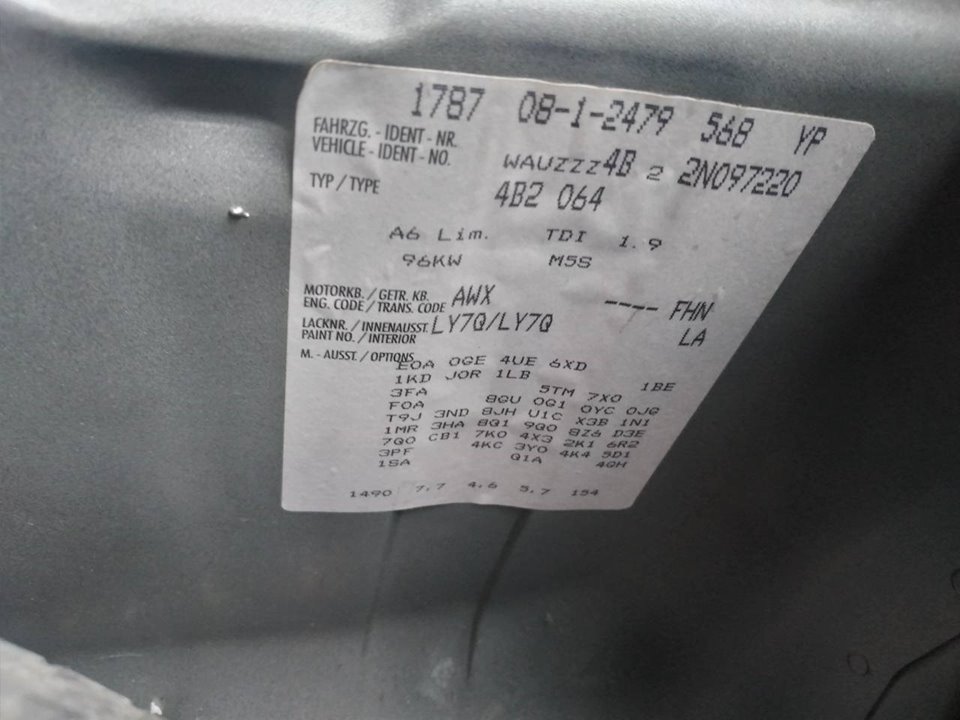 1787 08-1-2479 568 YP
FAHRZG. - IDENT - NR.
VEHICLE - IDENT - NO. WAUZZZ4B 2 2N097220
TYP / TYPE 4B2 064
A6 Lim. TDI 1.9
96KW M5S
MOTORKB. / GETR. KB.
ENG. CODE / TRANS. CODE AWX ---- FHN
LACKNR. / INNENAUSST.
PAINT NO. / INTERIOR LY7Q/LY7Q LA
M. - AUSST. / OPTIONS
E0A 0GE 4UE 6XD
1KD J0R 1LB 1BE
3FA 5TM 7X0
F0A 8GU 0G1 0YC 0JG
T9J 3ND 8JH U1C X3B 1N1
1MR 3HA 8Q1 9Q0 8Z6 D3E
7Q0 CB1 7K0 4X3 2K1 6R2
3PF 4KC 3Y0 4K4 5D1
1SA Q1A 4GH
1490 7.7 4.6 5.7 154